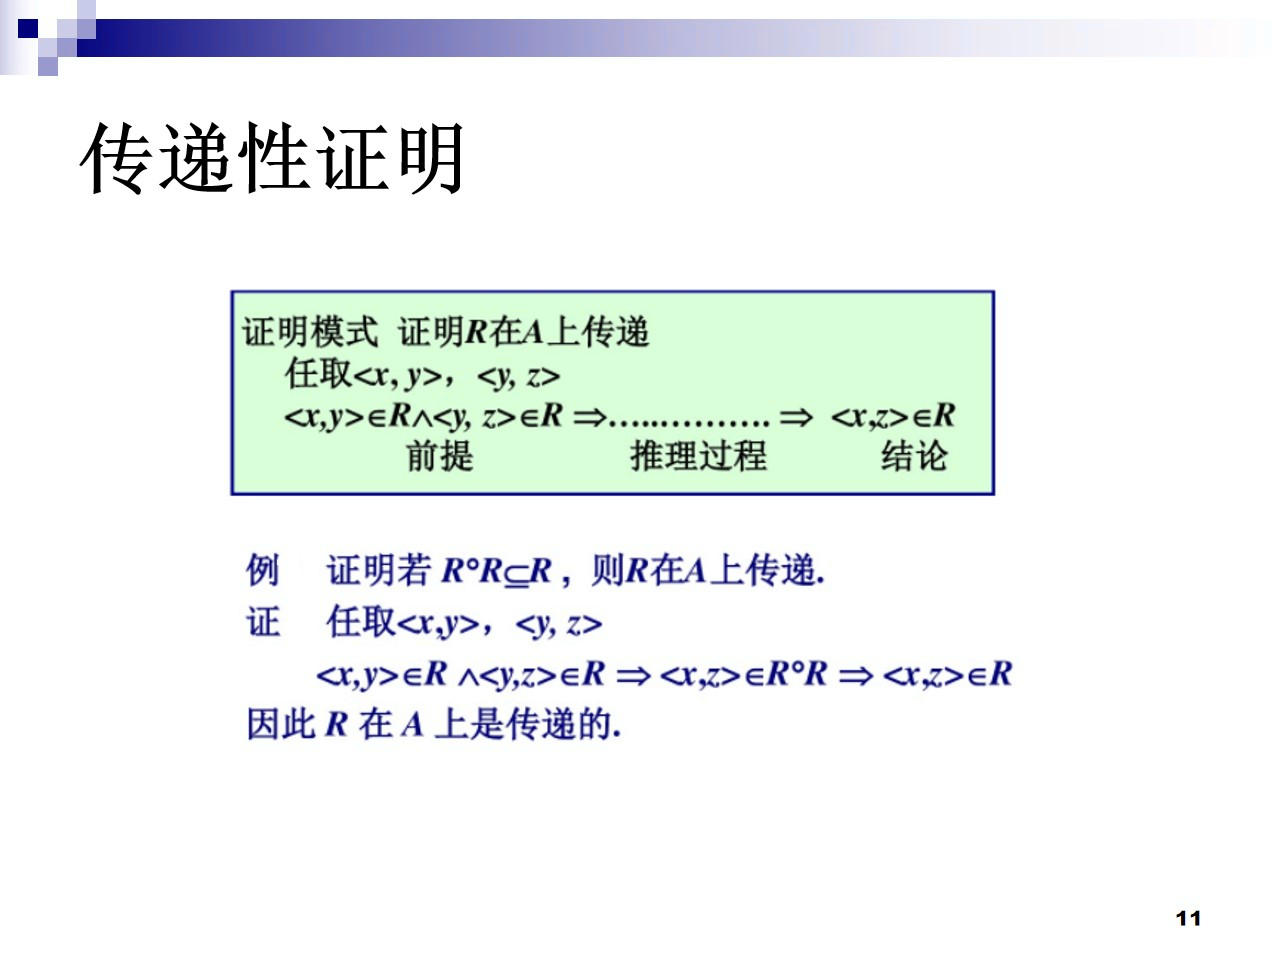 传递性证明
证明模式 证明R在A上传递
任取<x, y>，<y, z>
<x,y>∈R∧<y, z>∈R ⇒…..………. ⇒ <x,z>∈R
前提 推理过程 结论
例 证明若 R°R⊆R , 则R在A上传递.
证 任取<x,y>，<y, z>
<x,y>∈R ∧<y,z>∈R ⇒ <x,z>∈R°R ⇒ <x,z>∈R
因此 R 在 A 上是传递的.
11